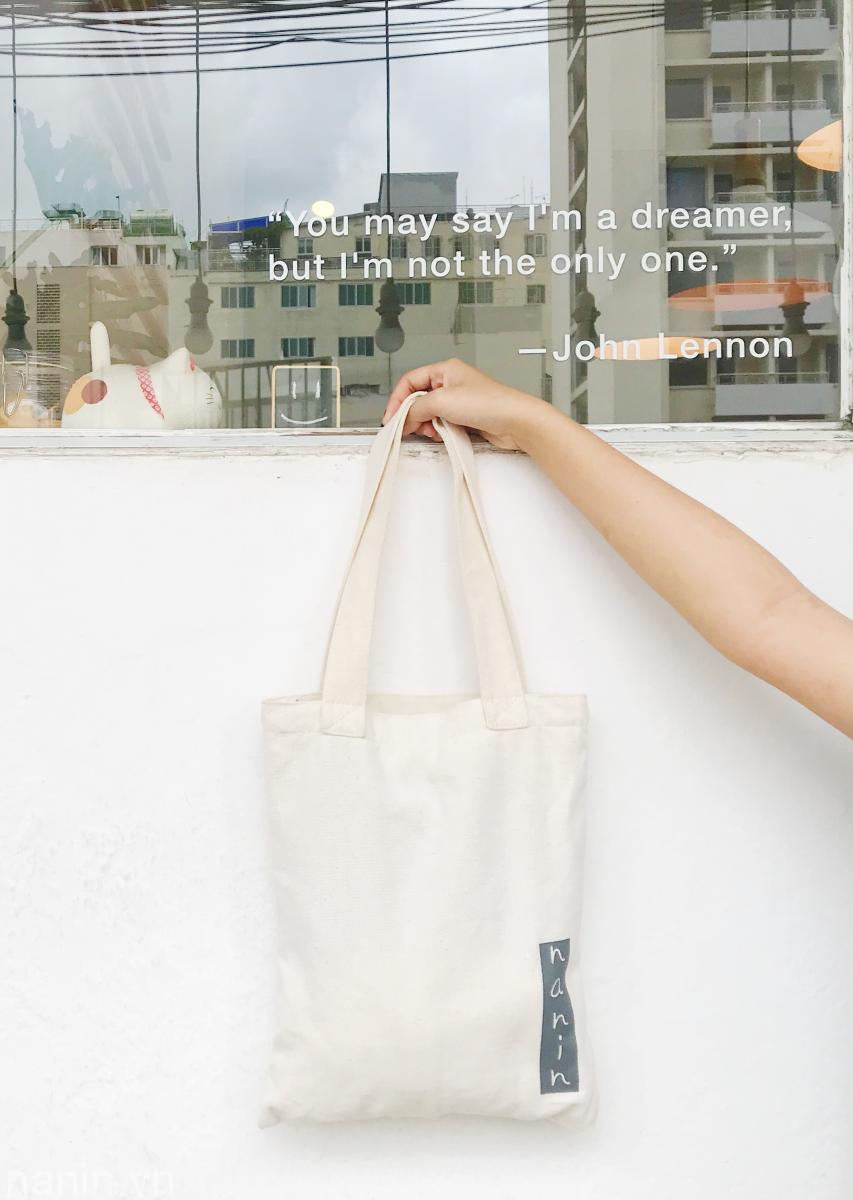 “You may say I'm a dreamer,
but I'm not the only one.”
—John Lennon
nanin
nanin.vn